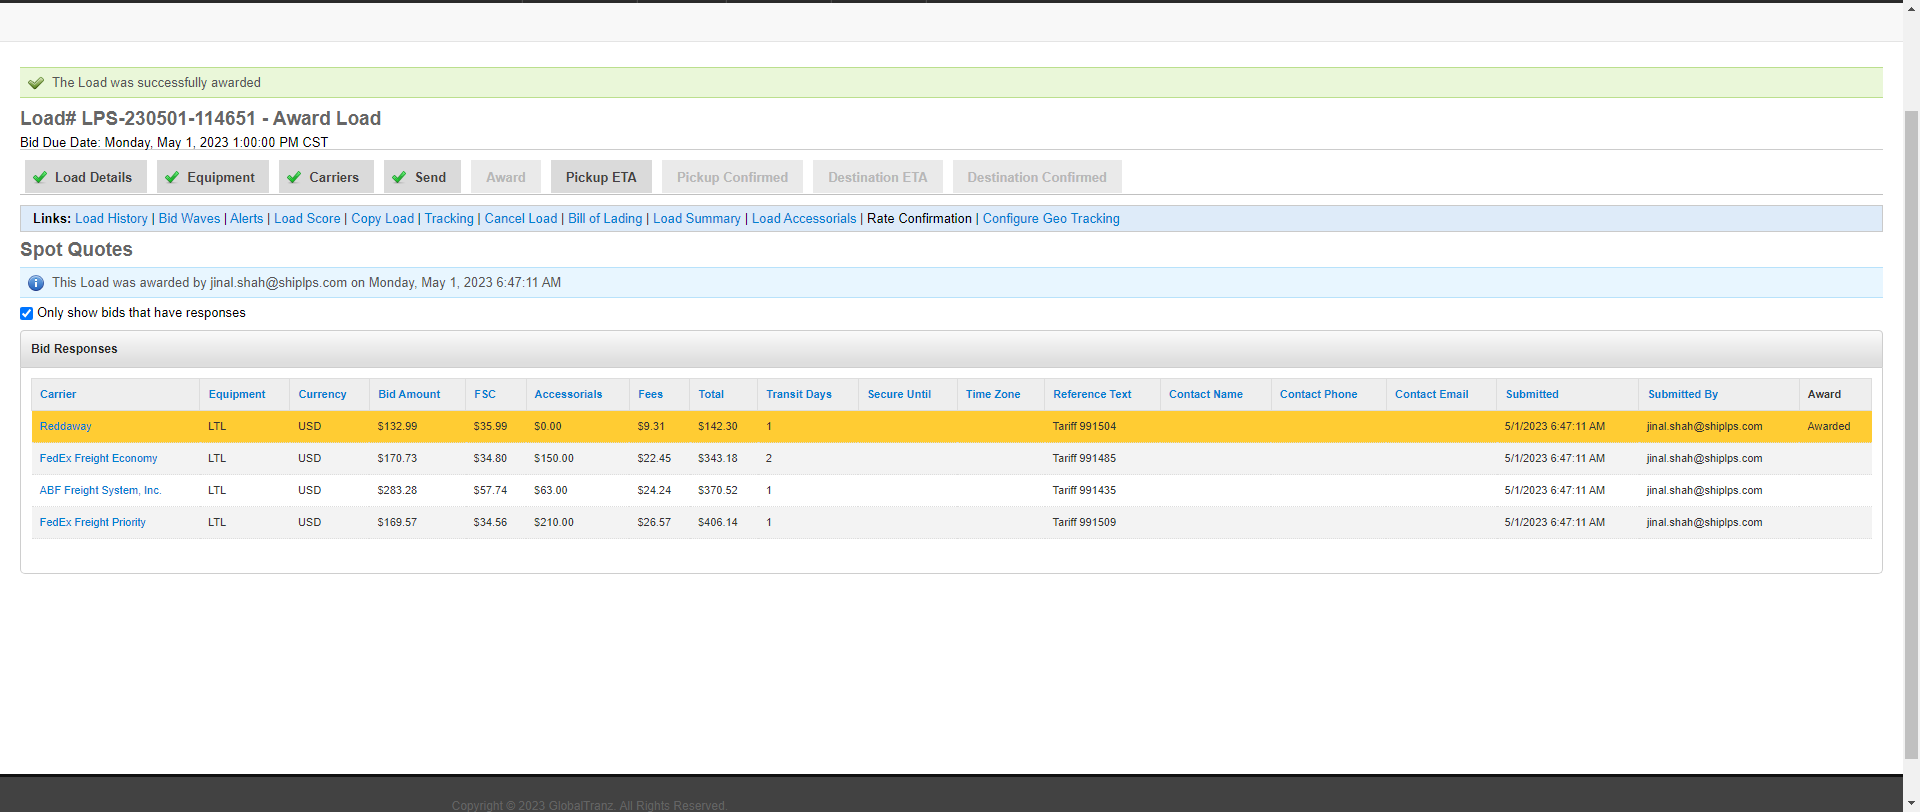 The Load was successfully awarded
Load# LPS-230501-114651 - Award Load
Bid Due Date: Monday, May 1, 2023 1:00:00 PM CST
Load Details Equipment Carriers Send Award Pickup ETA Pickup Confirmed Destination ETA Destination Confirmed
Links: Load History | Bid Waves | Alerts | Load Score | Copy Load | Tracking | Cancel Load | Bill of Lading | Load Summary | Load Accessorials | Rate Confirmation | Configure Geo Tracking
Spot Quotes
This Load was awarded by jinal.shah@shiplps.com on Monday, May 1, 2023 6:47:11 AM
Only show bids that have responses
Bid Responses
Carrier Equipment Currency Bid Amount FSC Accessorials Fees Total Transit Days Secure Until Time Zone Reference Text Contact Name Contact Phone Contact Email Submitted Submitted By Award
Reddaway LTL USD $132.99 $35.99 $0.00 $9.31 $142.30 1 Tariff 991504 5/1/2023 6:47:11 AM jinal.shah@shiplps.com Awarded
FedEx Freight Economy LTL USD $170.73 $34.80 $150.00 $22.45 $343.18 2 Tariff 991485 5/1/2023 6:47:11 AM jinal.shah@shiplps.com
ABF Freight System, Inc. LTL USD $283.28 $57.74 $63.00 $24.24 $370.52 1 Tariff 991435 5/1/2023 6:47:11 AM jinal.shah@shiplps.com
FedEx Freight Priority LTL USD $169.57 $34.56 $210.00 $26.57 $406.14 1 Tariff 991509 5/1/2023 6:47:11 AM jinal.shah@shiplps.com
Copyright © 2023 GlobalTranz. All Rights Reserved.